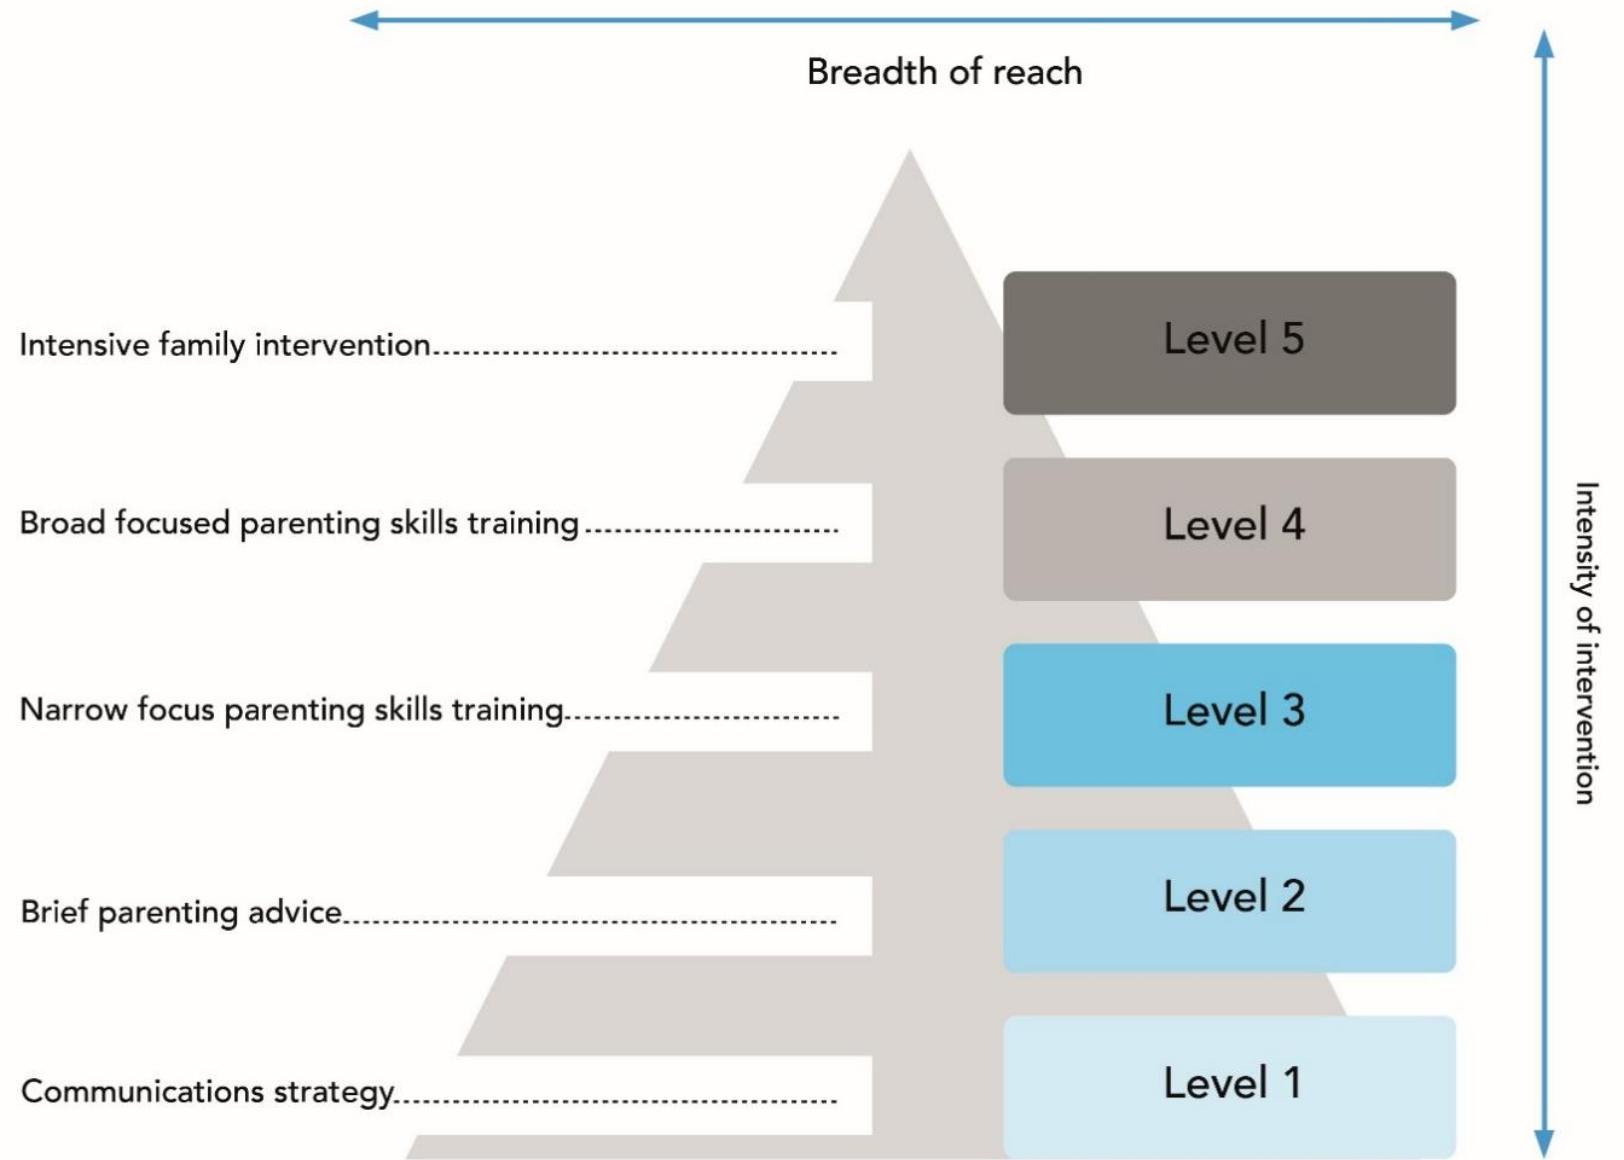 Breadth of reach
Intensive family intervention
Level 5
Broad focused parenting skills training
Level 4
Narrow focus parenting skills training
Level 3
Brief parenting advice
Level 2
Communications strategy
Level 1
Intensity of intervention